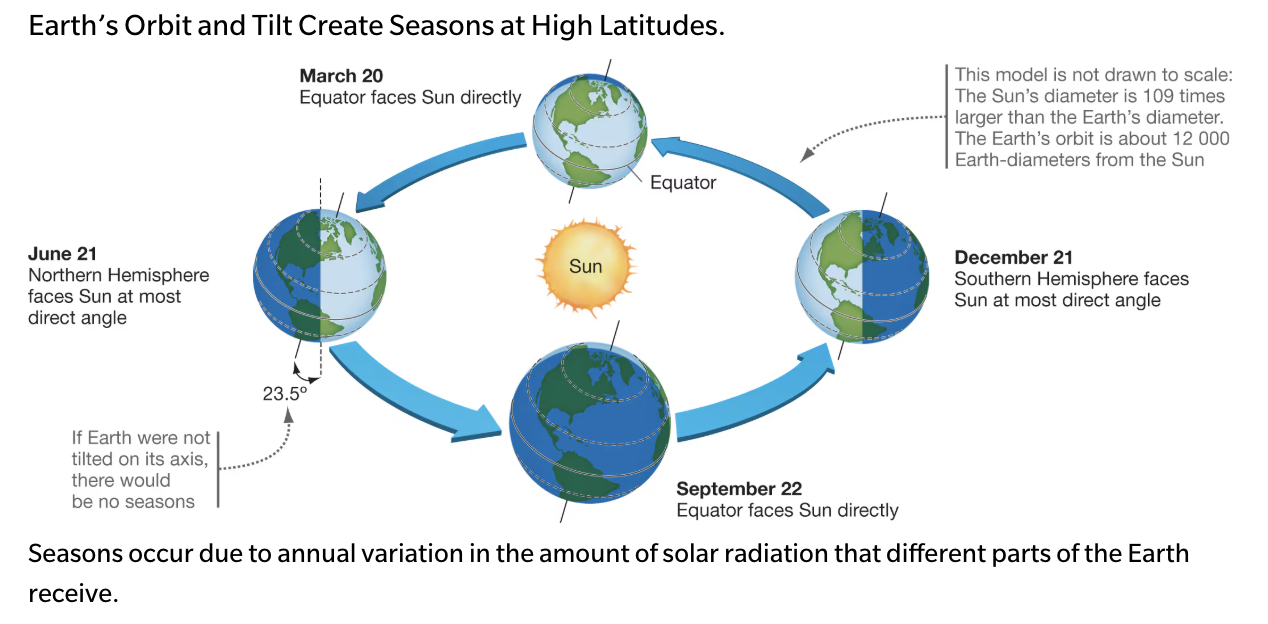 Earth’s Orbit and Tilt Create Seasons at High Latitudes.
March 20
Equator faces Sun directly
This model is not drawn to scale:
The Sun’s diameter is 109 times
larger than the Earth’s diameter.
The Earth’s orbit is about 12 000
Earth-diameters from the Sun
Equator
June 21
Northern Hemisphere
faces Sun at most
direct angle
Sun
December 21
Southern Hemisphere faces
Sun at most direct angle
23.5º
If Earth were not
tilted on its axis,
there would
be no seasons
September 22
Equator faces Sun directly
Seasons occur due to annual variation in the amount of solar radiation that different parts of the Earth
receive.